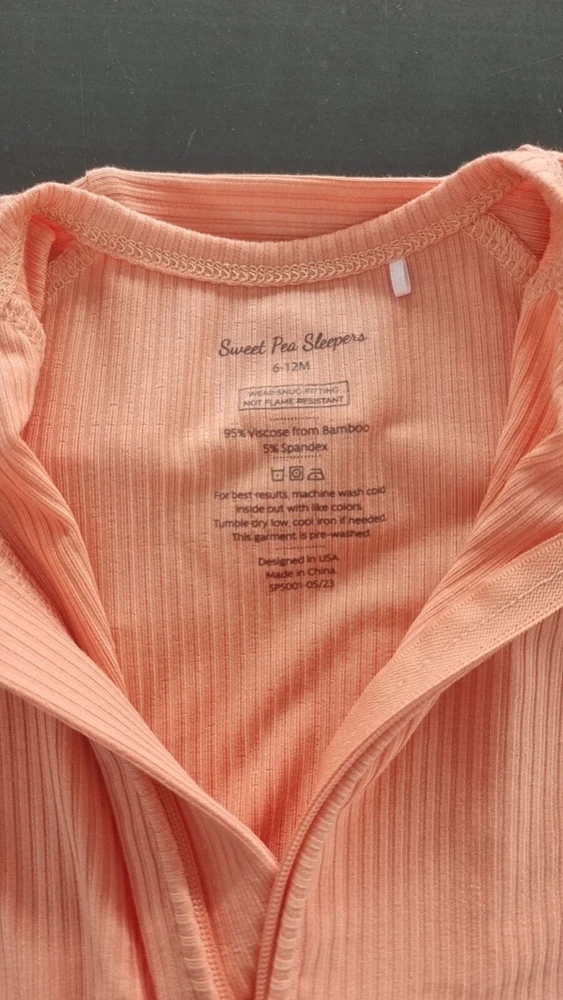 Sweet Pea Sleepers
6-12M
WEAR SNUG-FITTING
NOT FLAME RESISTANT
95% Viscose from Bamboo
5% Spandex
For best results, machine wash cold
inside out with like colors.
Tumble dry low, cool iron if needed.
This garment is pre-washed.
Designed in USA
Made in China
SPS001-05/23